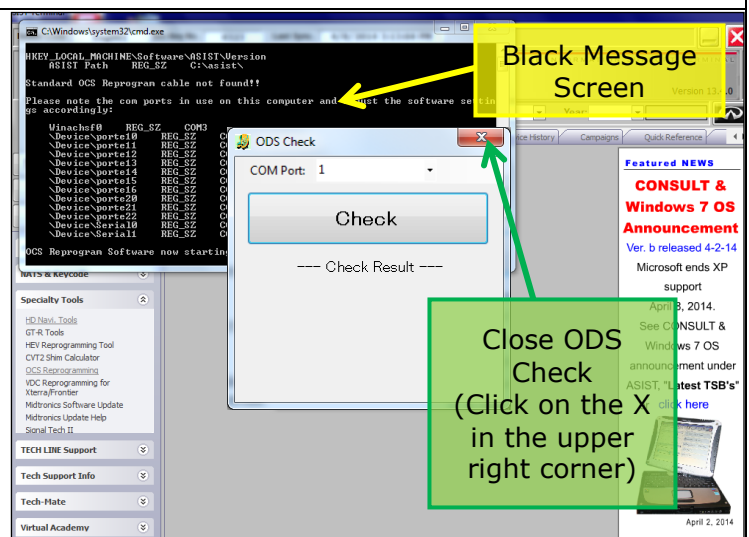 C:\Windows\system32\cmd.exe
HKEY_LOCAL_MACHINE\Software\ASIST\Version
ASIST Path REG_SZ C:\asist\
Standard OCS Reprogram cable not found!!
Please note the com ports in use on this computer and
the software settin
gs accordingly:
Winachsf0 REG_SZ COM3
\Device\porte10 REG_SZ
\Device\porte11 REG_SZ
\Device\porte12 REG_SZ
\Device\porte13 REG_SZ
\Device\porte14 REG_SZ
\Device\porte15 REG_SZ
\Device\porte16 REG_SZ
\Device\porte20 REG_SZ
\Device\porte21 REG_SZ
\Device\porte22 REG_SZ
\Device\Serial0 REG_SZ
\Device\Serial1 REG_SZ
OCS Reprogram Software now starting
Black Message
Screen
Year:
Campaigns
Quick Reference
ODS Check
COM Port: 1
Check
--- Check Result ---
Close ODS
Check
(Click on the X
in the upper
right corner)
NATS & Keycode
Specialty Tools
HD Navi. Tools
GT-R Tools
HEV Reprogramming Tool
CVT2 Shim Calculator
OCS Reprogramming
VDC Reprogramming for
Xterra/Frontier
Midtronics Software Update
Midtronics Update Help
Signal Tech II
TECH LINE Support
Tech Support Info
Tech-Mate
Virtual Academy
Featured NEWS
CONSULT &
Windows 7 OS
Announcement
Ver. b released 4-2-14
Microsoft ends XP
support
April 8, 2014.
See CONSULT &
Windows 7 OS
announcement under
ASIST, "Latest TSB's"
click here
April 2, 2014